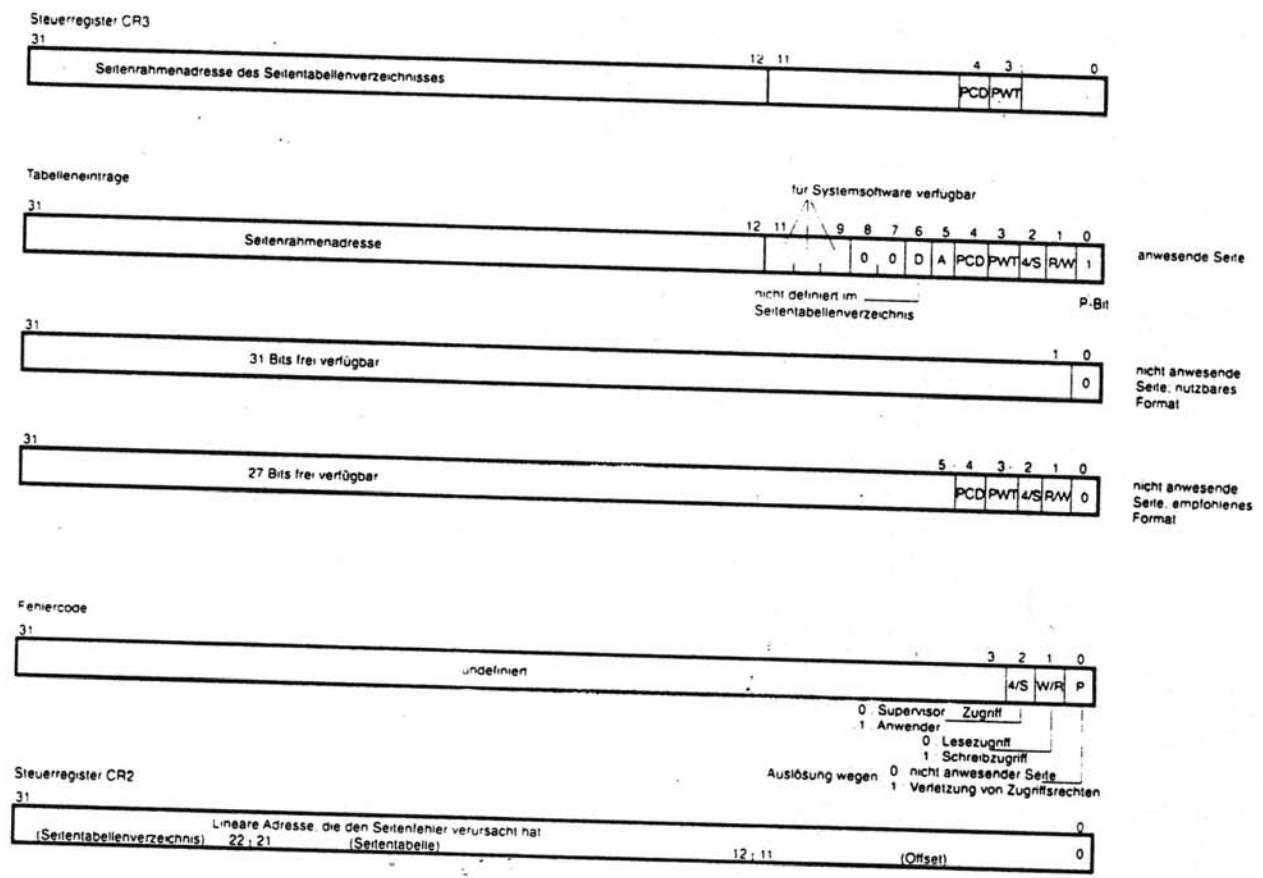 Steuerregister CR3
31 12 11 4 3 0
Seitenrahmenadresse des Seitentabellenverzeichnisses PCD PWT
Tabelleneinträge
für Systemsoftware verfügbar
31 12 11 9 8 7 6 5 4 3 2 1 0
Seitenrahmenadresse 0 0 D A PCD PWT 4/S R/W 1 anwesende Seite
nicht definiert im
Seitentabellenverzeichnis
P-Bit
31 1 0
31 Bits frei verfügbar 0
nicht anwesende
Seite; nutzbares
Format
31 5 4 3 2 1 0
27 Bits frei verfügbar PCD PWT 4/S R/W 0
nicht anwesende
Seite, empfohlenes
Format
Fehlercode
31 3 2 1 0
undefiniert 4/S W/R P
0 : Supervisor Zugriff
1 : Anwender
0 : Lesezugriff
1 : Schreibzugriff
Auslösung wegen 0 : nicht anwesender Seite
1 : Verletzung von Zugriffsrechten
Steuerregister CR2
31 0
Lineare Adresse, die den Seitenfehler verursacht hat
(Seitentabellenverzeichnis) 22 ; 21 (Seitentabelle) 12 ; 11 (Offset) 0